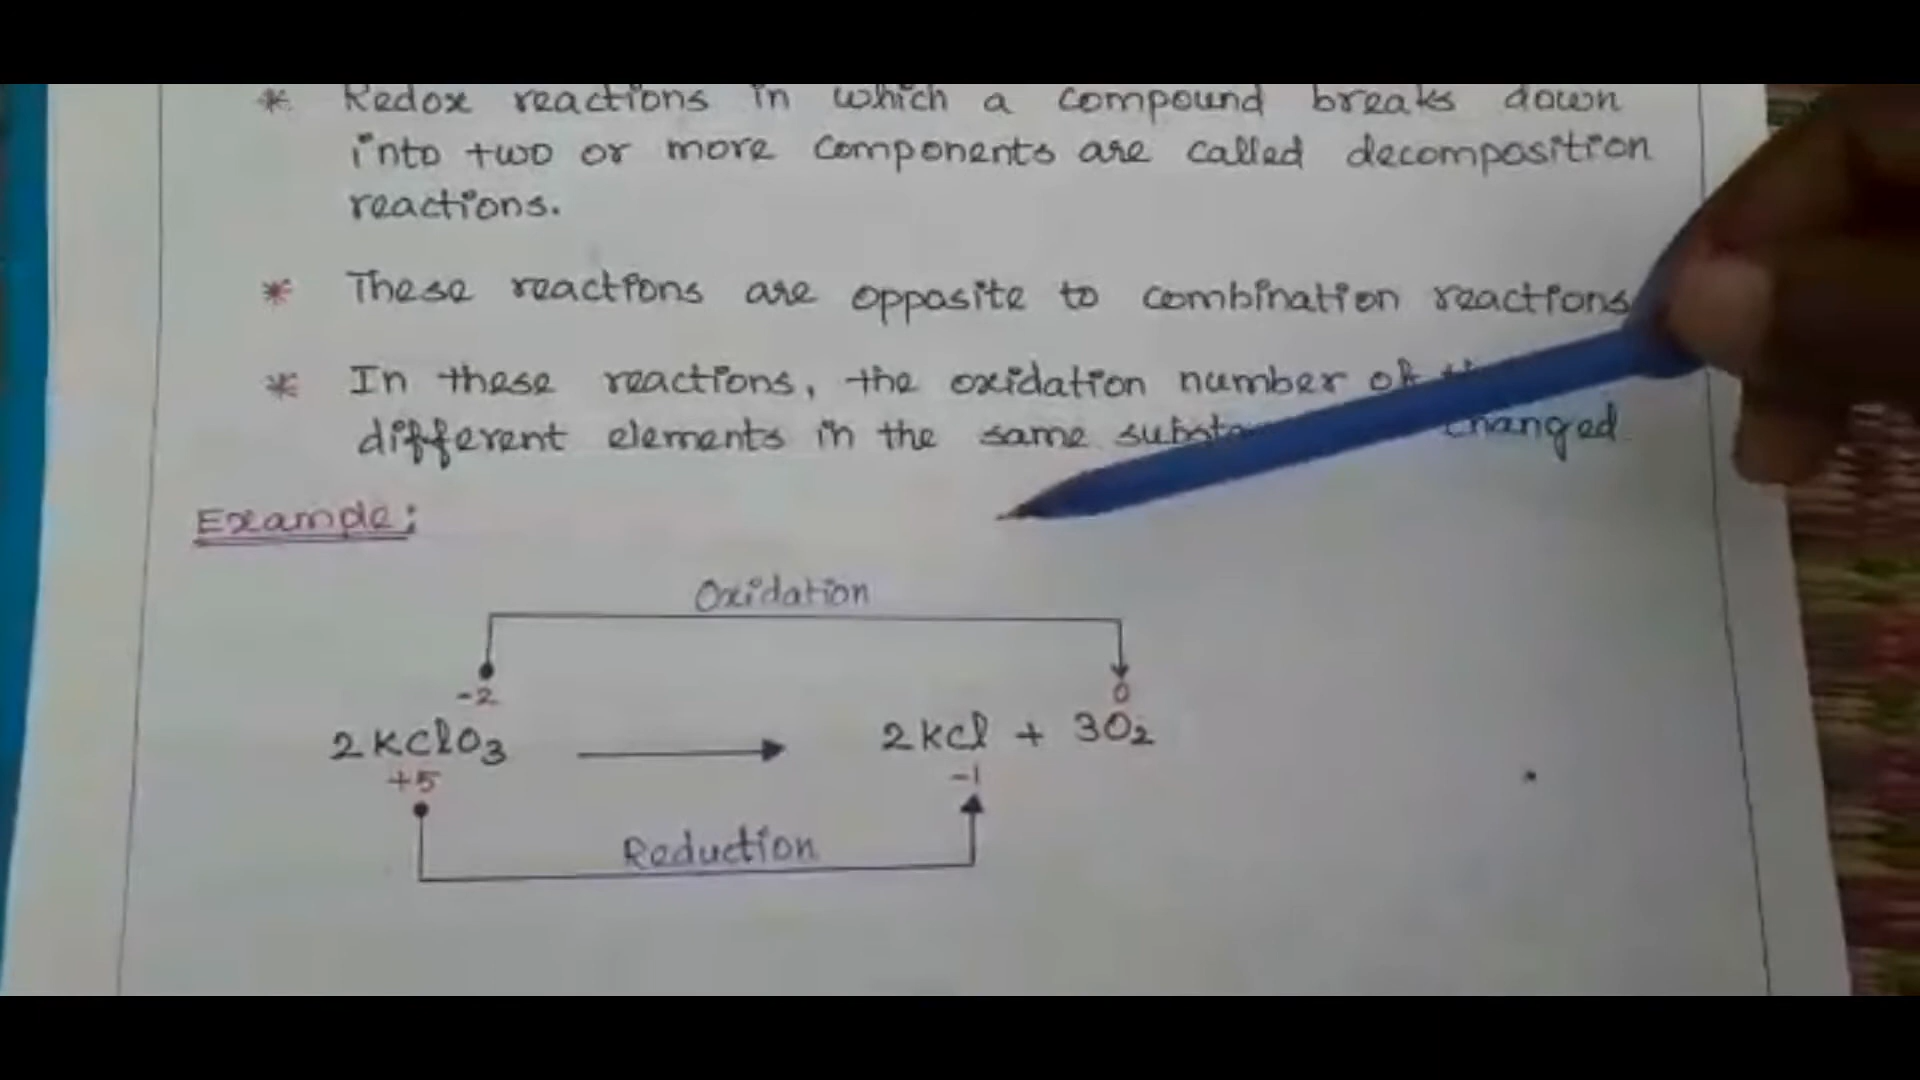 * Redox reactions in which a compound breaks down
into two or more components are called decomposition
reactions.
* These reactions are opposite to combination reactions
* In these reactions, the oxidation number of
different elements in the same changed
Example:
Oxidation
-2 0
2KClO3 → 2KCl + 3O2
+5 -1
Reduction